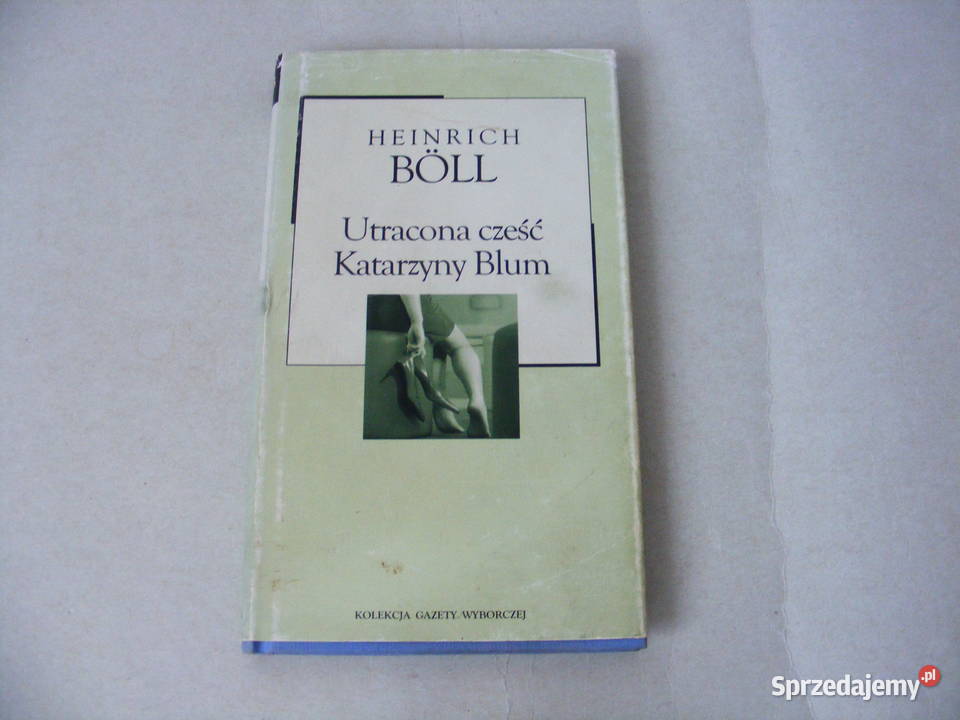 HEINRICH
BÖLL
Utracona cześć
Katarzyny Blum
KOLEKCJA GAZETY WYBORCZEJ
Sprzedajemy.pl